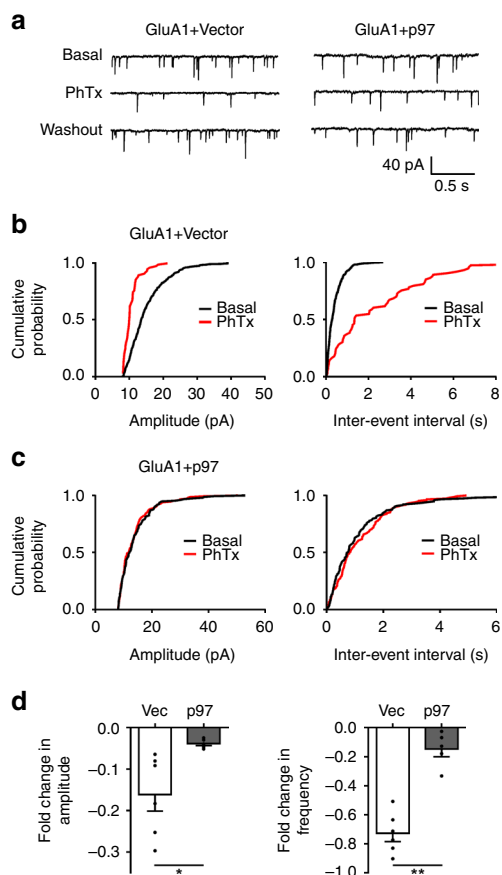 a
GluA1+Vector GluA1+p97
Basal
PhTx
Washout
40 pA
0.5 s
b
GluA1+Vector
Cumulative probability
1.0
0.5
0.0
Basal
PhTx
0 10 20 30 40 50
Amplitude (pA)
1.0
0.5
0.0
Basal
PhTx
0 2 4 6 8
Inter-event interval (s)
c
GluA1+p97
Cumulative probability
1.0
0.5
0.0
Basal
PhTx
0 20 40 60
Amplitude (pA)
1.0
0.5
0.0
Basal
PhTx
0 2 4 6
Inter-event interval (s)
d
Vec p97
Fold change in amplitude
0.0
–0.1
–0.2
–0.3
*
Vec p97
Fold change in frequency
0.0
–0.2
–0.4
–0.6
–0.8
–1.0
**